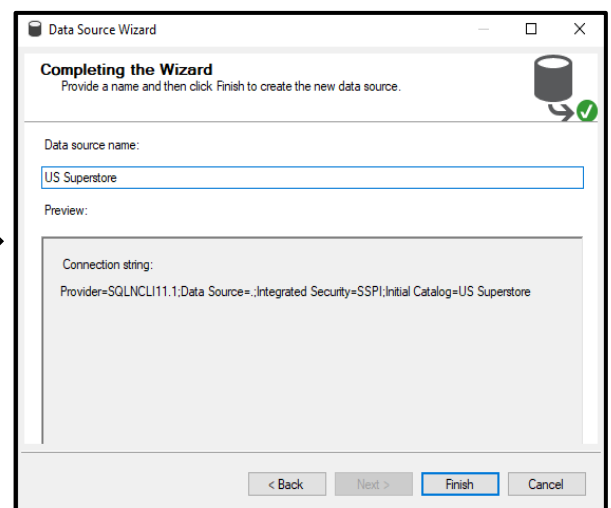 Data Source Wizard
Completing the Wizard
Provide a name and then click Finish to create the new data source.
Data source name:
US Superstore
Preview:
Connection string:
Provider=SQLNCLI11.1;Data Source=.;Integrated Security=SSPI;Initial Catalog=US Superstore
< Back
Next >
Finish
Cancel